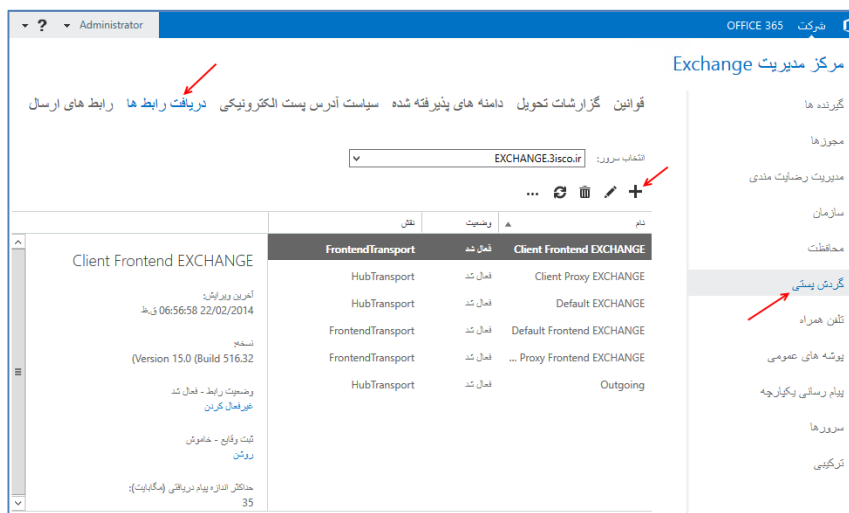 شرکت OFFICE 365
Administrator ?
مرکز مدیریت Exchange
گیرنده ها
مجوز ها
مدیریت رضایت مندی
سازمان
محافظت
گردش پستی
تلفن همراه
پوشه های عمومی
پیام رسانی یکپارچه
سرورها
ترکیبی
قوانین گزارشات تحویل دامنه های پذیرفته شده سیاست آدرس پست الکترونیکی دریافت رابط ها رابط های ارسال
انتخاب سرور: EXCHANGE.3isco.ir
نام وضعیت نقش
Client Frontend EXCHANGE فعال شد FrontendTransport
Client Proxy EXCHANGE فعال شد HubTransport
Default EXCHANGE فعال شد HubTransport
Default Frontend EXCHANGE فعال شد FrontendTransport
... Proxy Frontend EXCHANGE فعال شد FrontendTransport
Outgoing فعال شد HubTransport
Client Frontend EXCHANGE
آخرین ویرایش:
22/02/2014 06:56:58 ق.ظ
نسخه:
(Version 15.0 (Build 516.32
وضعیت رابط - فعال شد
غیرفعال کردن
ثبت وقایع - خاموش
روشن
حداکثر اندازه پیام دریافتی (مگابایت):
35